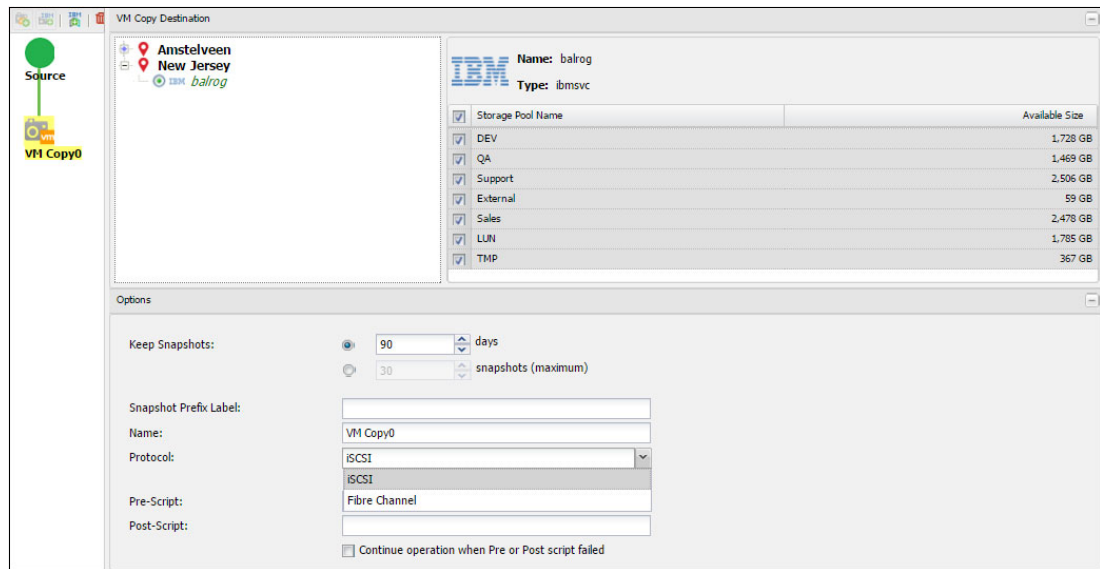 VM Copy Destination
Source
vm
VM Copy0
Amstelveen
New Jersey
IBM balrog
IBM
Name: balrog
Type: ibmsvc
Storage Pool Name Available Size
DEV 1,728 GB
QA 1,469 GB
Support 2,506 GB
External 59 GB
Sales 2,478 GB
LUN 1,785 GB
TMP 367 GB
Options
Keep Snapshots: 90 days
30 snapshots (maximum)
Snapshot Prefix Label:
Name: VM Copy0
Protocol: iSCSI
iSCSI
Pre-Script: Fibre Channel
Post-Script:
Continue operation when Pre or Post script failed